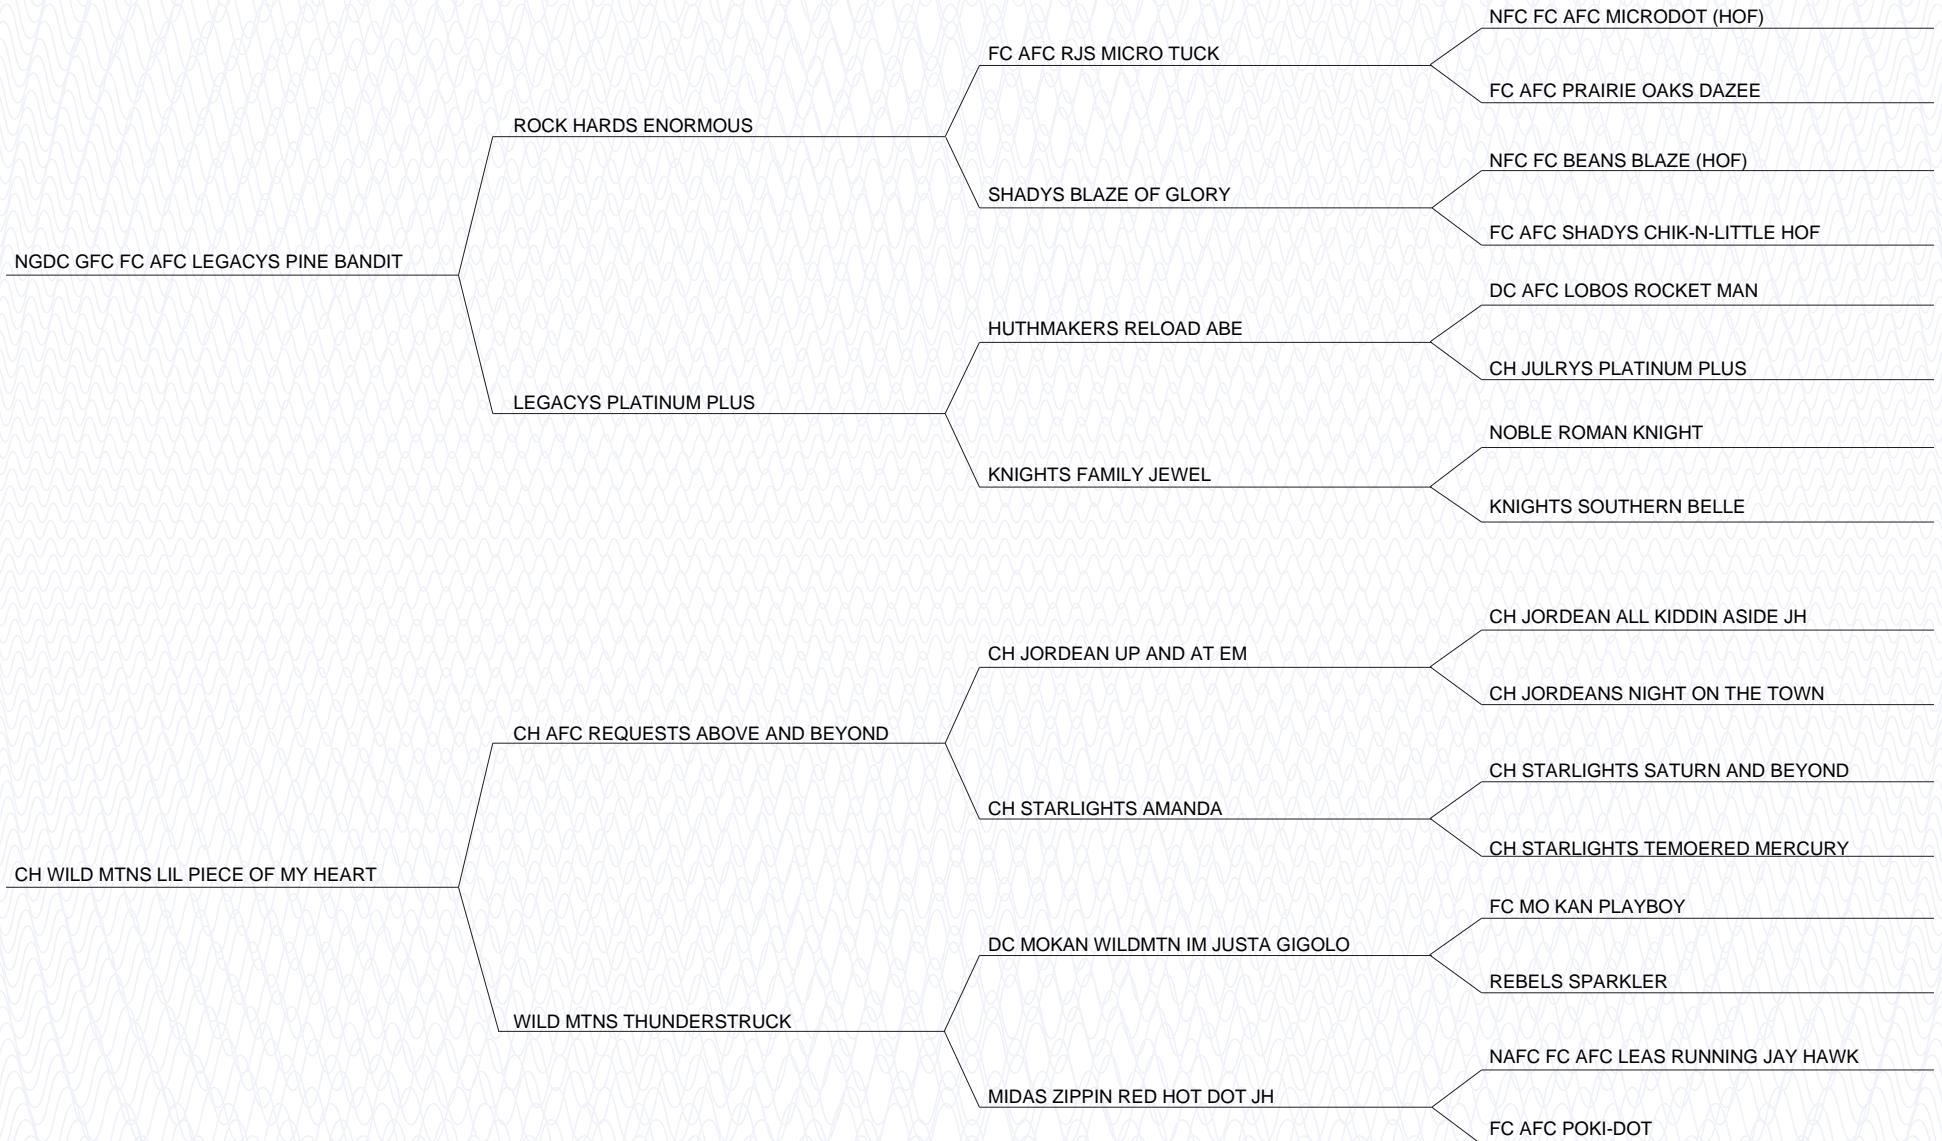 NFC FC AFC MICRODOT (HOF)
FC AFC RJS MICRO TUCK
FC AFC PRAIRIE OAKS DAZEE
ROCK HARDS ENORMOUS
NFC FC BEANS BLAZE (HOF)
SHADYS BLAZE OF GLORY
FC AFC SHADYS CHIK-N-LITTLE HOF
NGDC GFC FC AFC LEGACYS PINE BANDIT
DC AFC LOBOS ROCKET MAN
HUTHMAKERS RELOAD ABE
CH JULRYS PLATINUM PLUS
LEGACYS PLATINUM PLUS
NOBLE ROMAN KNIGHT
KNIGHTS FAMILY JEWEL
KNIGHTS SOUTHERN BELLE
CH JORDEAN ALL KIDDIN ASIDE JH
CH JORDEAN UP AND AT EM
CH JORDEANS NIGHT ON THE TOWN
CH AFC REQUESTS ABOVE AND BEYOND
CH STARLIGHTS SATURN AND BEYOND
CH STARLIGHTS AMANDA
CH STARLIGHTS TEMOERED MERCURY
CH WILD MTNS LIL PIECE OF MY HEART
FC MO KAN PLAYBOY
DC MOKAN WILDMTN IM JUSTA GIGOLO
REBELS SPARKLER
WILD MTNS THUNDERSTRUCK
NAFC FC AFC LEAS RUNNING JAY HAWK
MIDAS ZIPPIN RED HOT DOT JH
FC AFC POKI-DOT